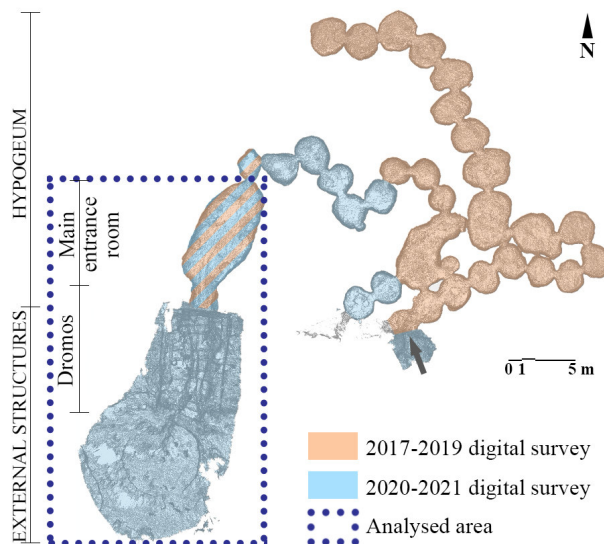 HYPOGEUM
EXTERNAL STRUCTURES
Main
entrance
room
Dromos
N
0 1 5 m
2017-2019 digital survey
2020-2021 digital survey
Analysed area